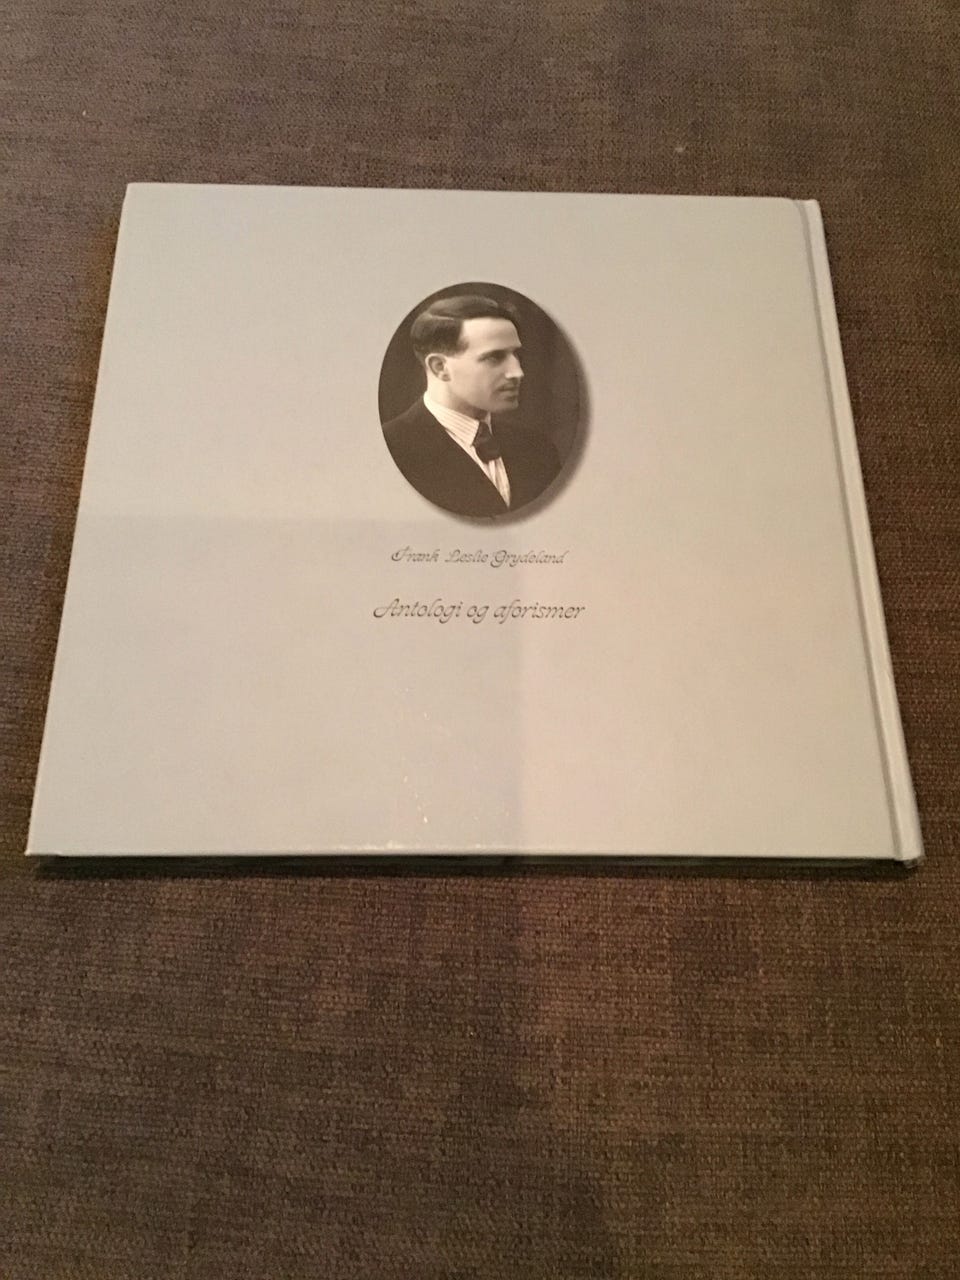 Frank Leslie Grydeland
Antologi og aforismer